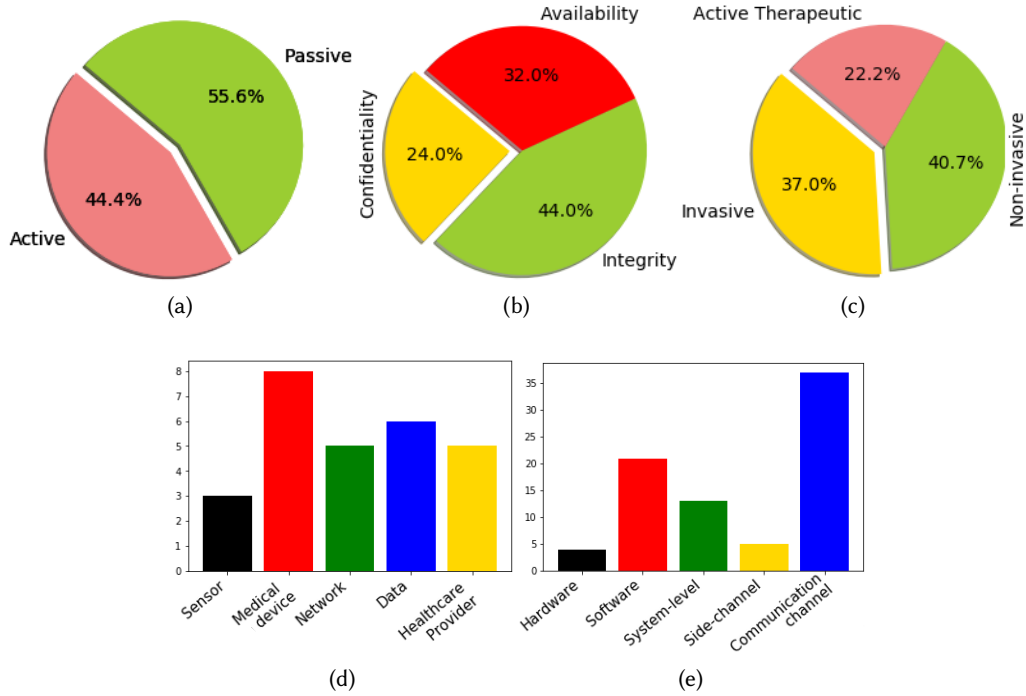 Passive
55.6%
44.4%
Active
(a)
Availability
32.0%
Confidentiality
24.0%
44.0%
Integrity
(b)
Active Therapeutic
22.2%
40.7%
Non-invasive
37.0%
Invasive
(c)
8
7
6
5
4
3
2
1
0
Sensor
Medical
device
Network
Data
Healthcare
Provider
(d)
35
30
25
20
15
10
5
0
Hardware
Software
System-level
Side-channel
Communication
channel
(e)